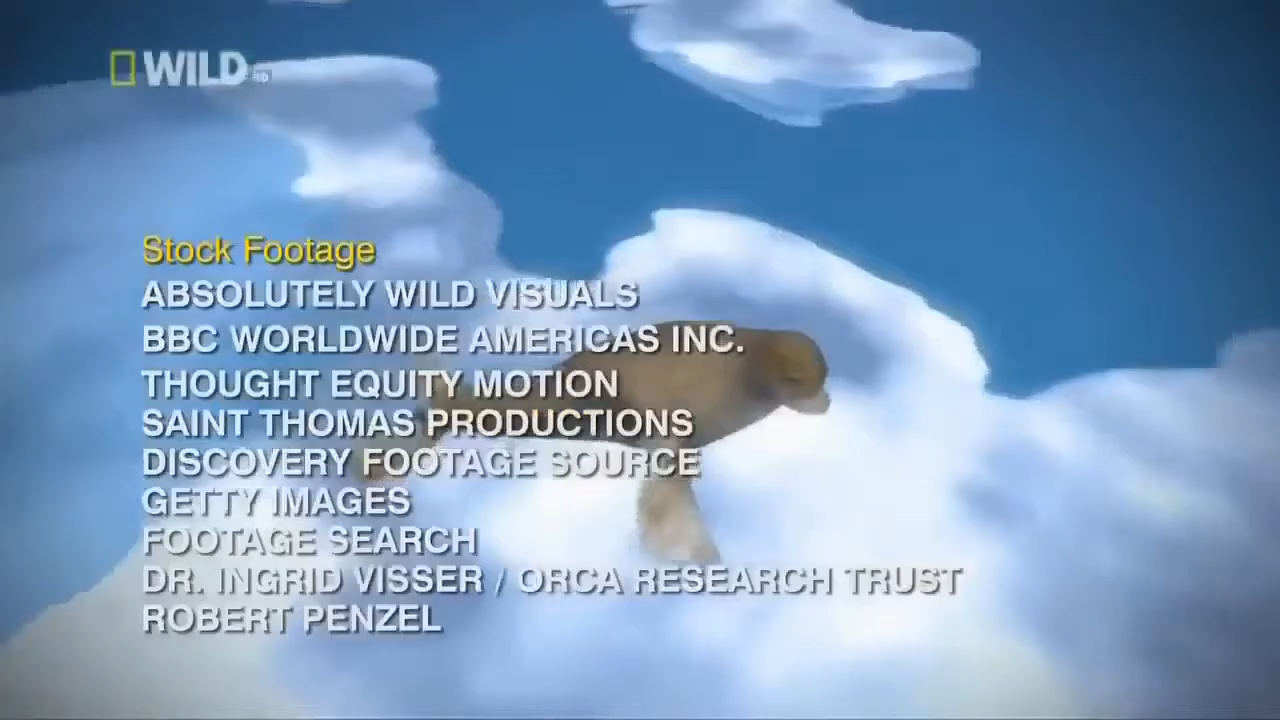 WILD HD
Stock Footage
ABSOLUTELY WILD VISUALS
BBC WORLDWIDE AMERICAS INC.
THOUGHT EQUITY MOTION
SAINT THOMAS PRODUCTIONS
DISCOVERY FOOTAGE SOURCE
GETTY IMAGES
FOOTAGE SEARCH
DR. INGRID VISSER / ORCA RESEARCH TRUST
ROBERT PENZEL